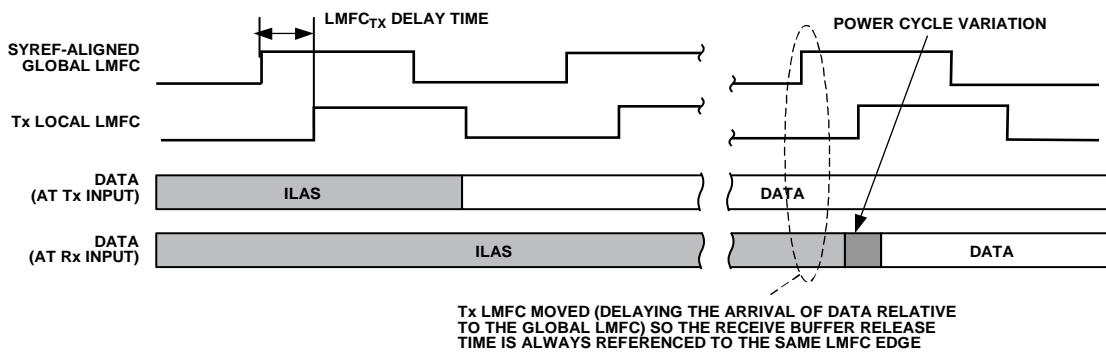 LMFCTX DELAY TIME
POWER CYCLE VARIATION
SYREF-ALIGNED
GLOBAL LMFC
Tx LOCAL LMFC
DATA
(AT Tx INPUT)
ILAS
DATA
DATA
(AT Rx INPUT)
ILAS
DATA
Tx LMFC MOVED (DELAYING THE ARRIVAL OF DATA RELATIVE
TO THE GLOBAL LMFC) SO THE RECEIVE BUFFER RELEASE
TIME IS ALWAYS REFERENCED TO THE SAME LMFC EDGE